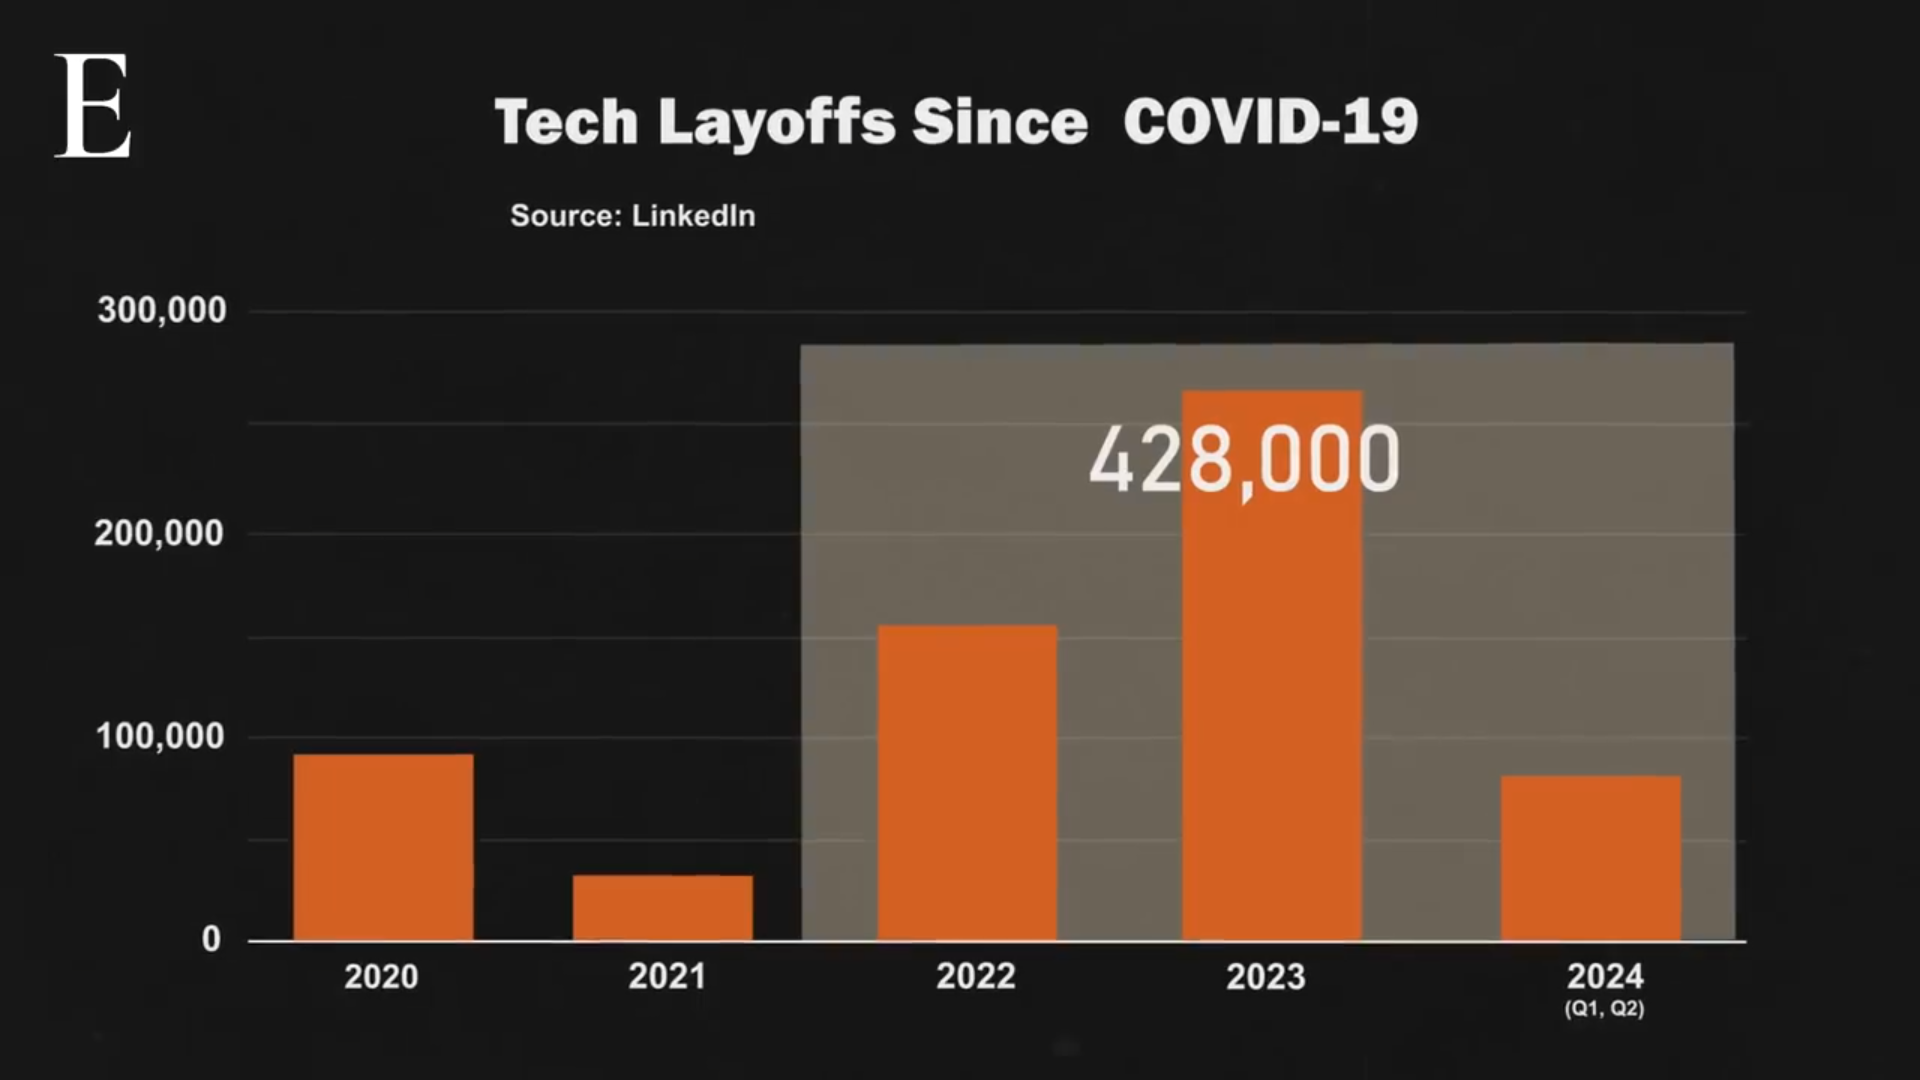 E
Tech Layoffs Since COVID-19
Source: LinkedIn
300,000
428,000
200,000
100,000
0
2020 2021 2022 2023 2024
(Q1, Q2)